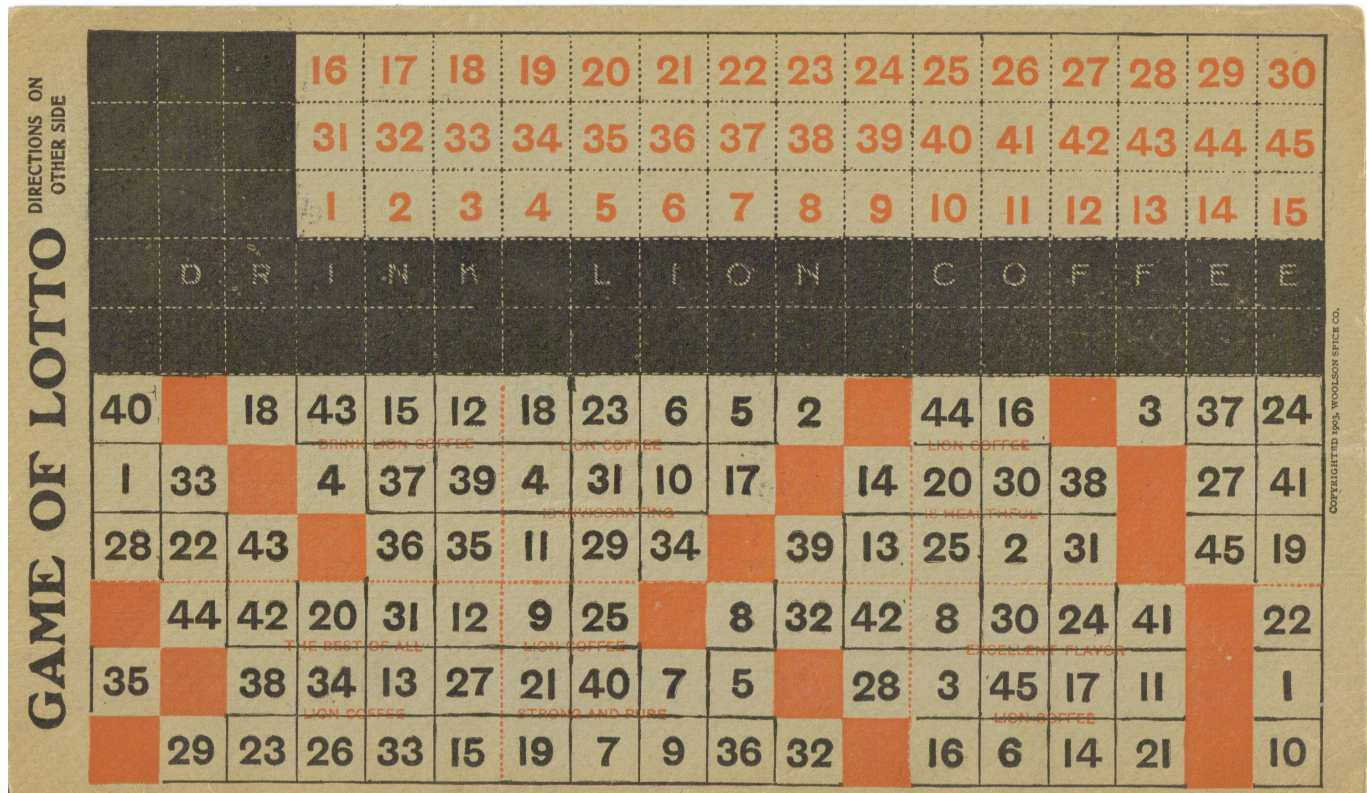 GAME OF LOTTO
DIRECTIONS ON
OTHER SIDE
16 17 18 19 20 21 22 23 24 25 26 27 28 29 30
31 32 33 34 35 36 37 38 39 40 41 42 43 44 45
1 2 3 4 5 6 7 8 9 10 11 12 13 14 15
DRINK LION COFFEE
40 18 43 15 12 18 23 6 5 2 44 16 3 37 24
DRINK LION COFFEE LION COFFEE LION COFFEE
1 33 4 37 39 4 31 10 17 14 20 30 38 27 41
IS INVIGORATING IS HEALTHFUL
28 22 43 36 35 11 29 34 39 13 25 2 31 45 19
44 42 20 31 12 9 25 8 32 42 8 30 24 41 22
THE BEST OF ALL LION COFFEE EXCELLENT FLAVOR
35 38 34 13 27 21 40 7 5 28 3 45 17 11 1
LION COFFEE STRONG AND PURE LION COFFEE
29 23 26 33 15 19 7 9 36 32 16 6 14 21 10
COPYRIGHTED 1903, WOOLSON SPICE CO.